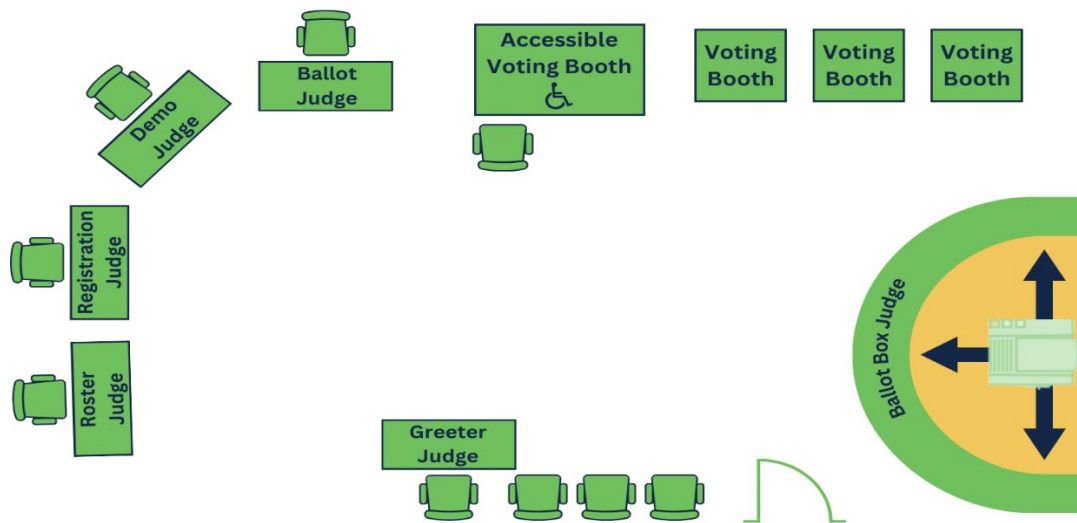 Ballot
Judge
Accessible
Voting Booth
Voting
Booth
Voting
Booth
Voting
Booth
Demo
Judge
Registration
Judge
Roster
Judge
Ballot Box Judge
Greeter
Judge